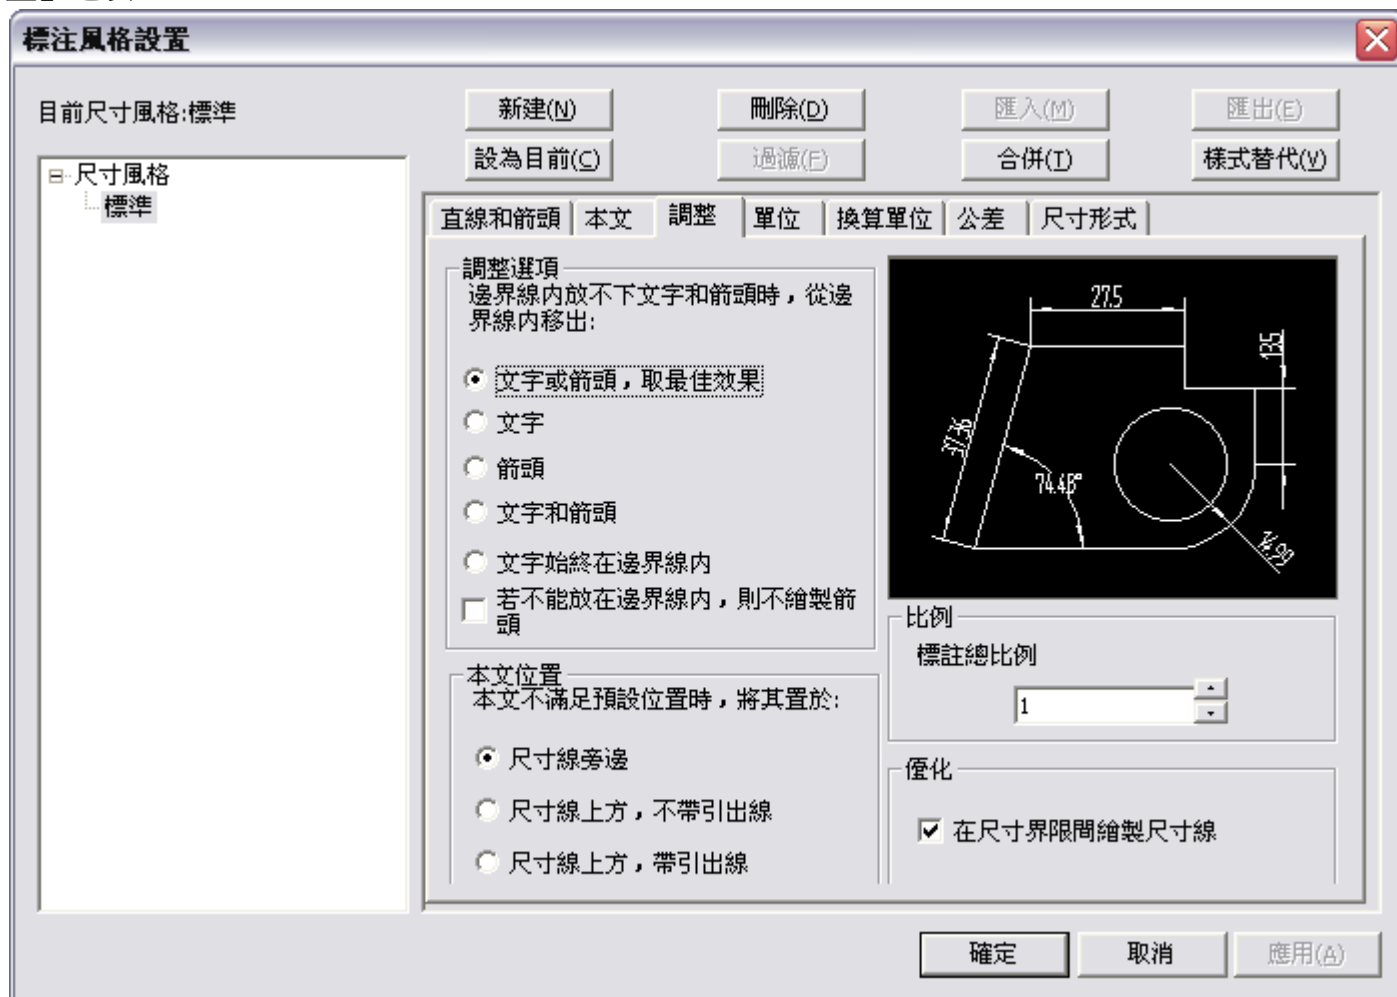 標注風格設置
目前尺寸風格:標準
新建(N)
刪除(D)
匯入(M)
匯出(E)
設為目前(C)
過濾(F)
合併(T)
樣式替代(V)
尺寸風格
標準
直線和箭頭
本文
調整
單位
換算單位
公差
尺寸形式
調整選項
邊界線內放不下文字和箭頭時，從邊
界線內移出:
文字或箭頭，取最佳效果
文字
箭頭
文字和箭頭
文字始終在邊界線內
若不能放在邊界線內，則不繪製箭
頭
本文位置
本文不滿足預設位置時，將其置於:
尺寸線旁邊
尺寸線上方，不帶引出線
尺寸線上方，帶引出線
27.5
13.5
37.36
74.48°
14.99
比例
標註總比例
1
優化
在尺寸界限間繪製尺寸線
確定
取消
應用(A)